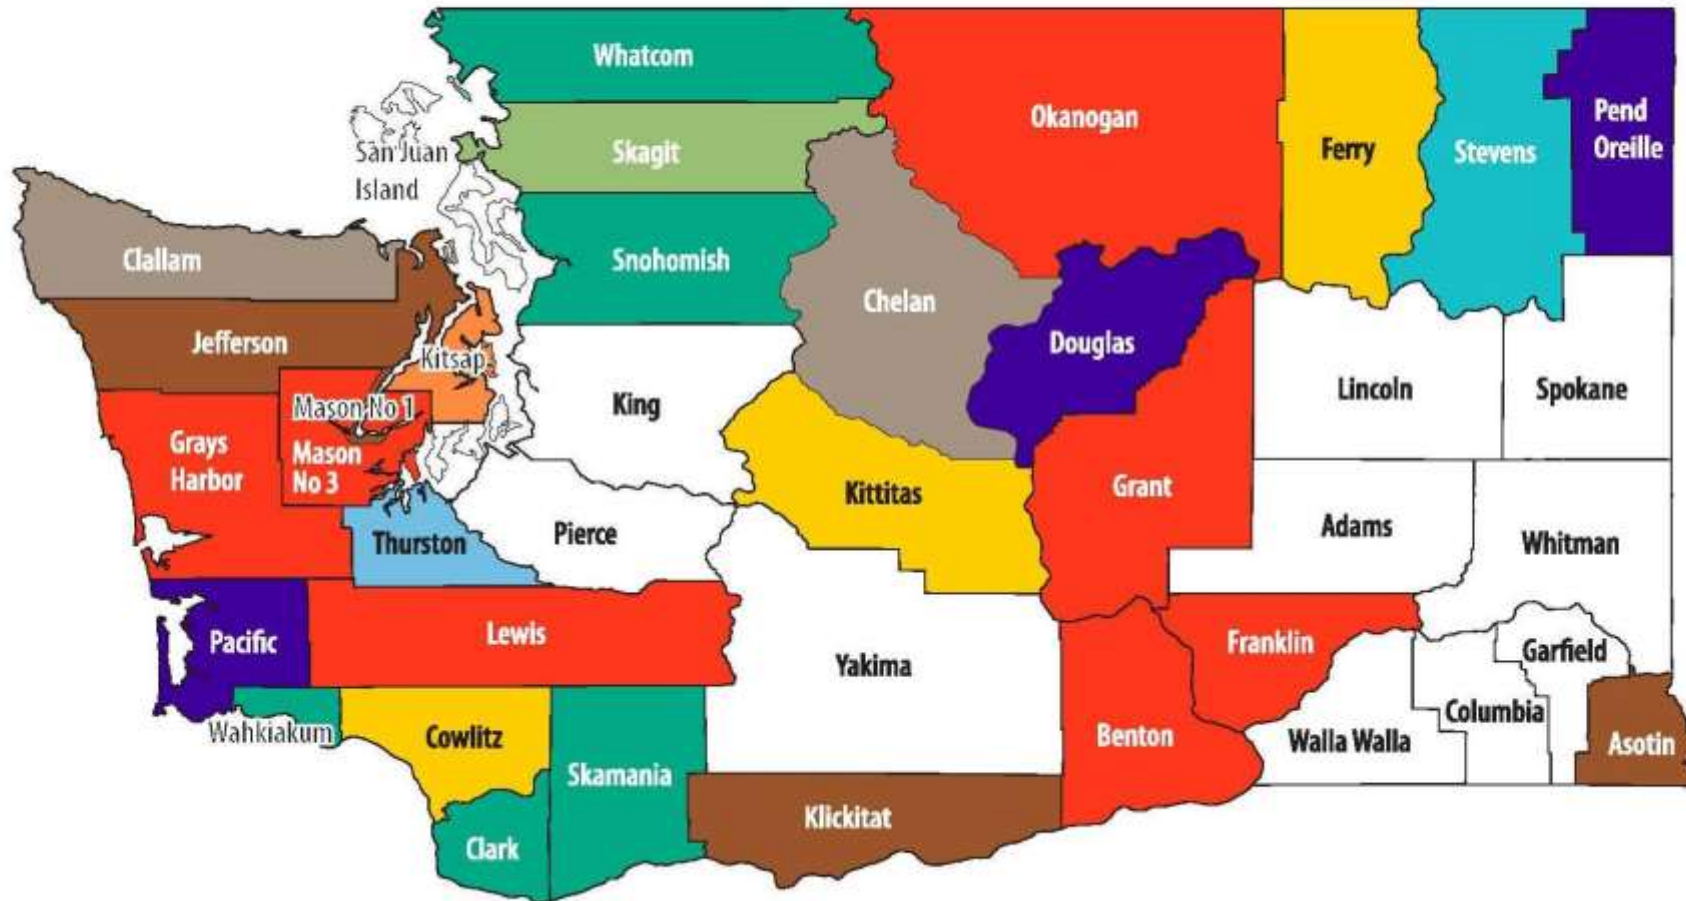 Whatcom
Okanogan
Pend
Oreille
San Juan
Island
Skagit
Ferry
Stevens
Clallam
Snohomish
Chelan
Jefferson
Kitsap
Douglas
King
Lincoln
Spokane
Mason No 1
Grays
Harbor
Mason
No 3
Kittitas
Grant
Thurston
Pierce
Adams
Whitman
Pacific
Lewis
Yakima
Franklin
Garfield
Wahkiakum
Cowlitz
Skamania
Benton
Walla Walla
Columbia
Asotin
Klickitat
Clark